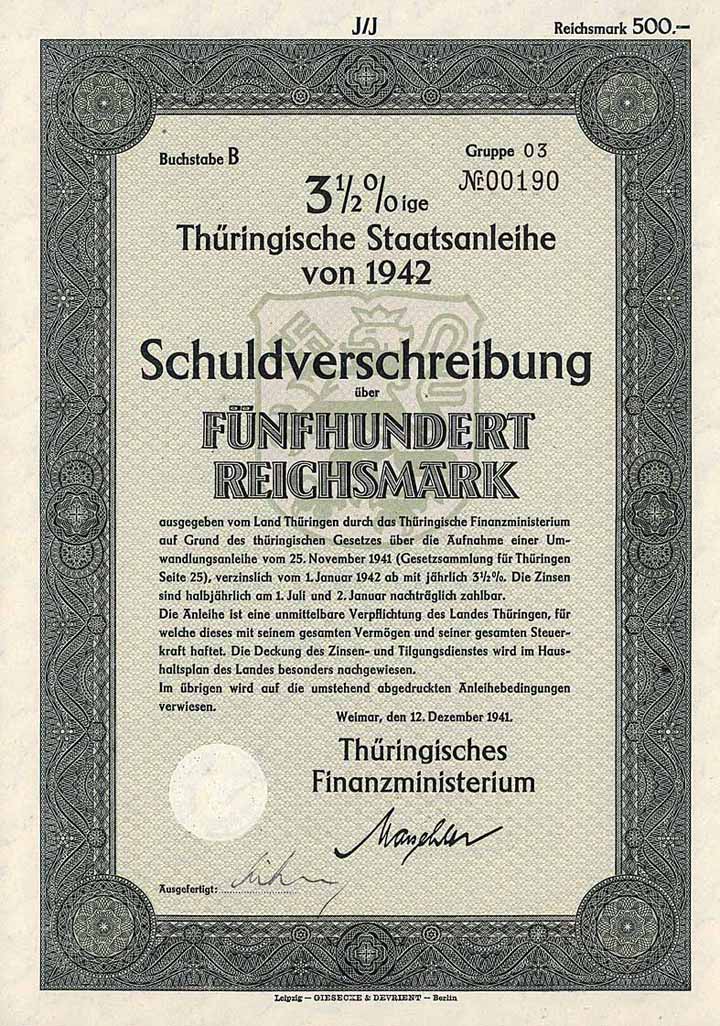 J/J
Reichsmark 500.–
Buchstabe B
Gruppe 03
№ 00190
3½%ige
Thüringische Staatsanleihe
von 1942
Schuldverschreibung
über
FÜNFHUNDERT
REICHSMARK
ausgegeben vom Land Thüringen durch das Thüringische Finanzministerium
auf Grund des thüringischen Gesetzes über die Aufnahme einer Um-
wandlungsanleihe vom 25. November 1941 (Gesetzsammlung für Thüringen
Seite 25), verzinslich vom 1. Januar 1942 ab mit jährlich 3½%. Die Zinsen
sind halbjährlich am 1. Juli und 2. Januar nachträglich zahlbar.
Die Anleihe ist eine unmittelbare Verpflichtung des Landes Thüringen, für
welche dieses mit seinem gesamten Vermögen und seiner gesamten Steuer-
kraft haftet. Die Deckung des Zinsen- und Tilgungsdienstes wird im Haus-
haltsplan des Landes besonders nachgewiesen.
Im übrigen wird auf die umstehend abgedruckten Anleihebedingungen
verwiesen.
Weimar, den 12. Dezember 1941.
Thüringisches
Finanzministerium
Ausgefertigt:
Leipzig — GIESECKE & DEVRIENT — Berlin